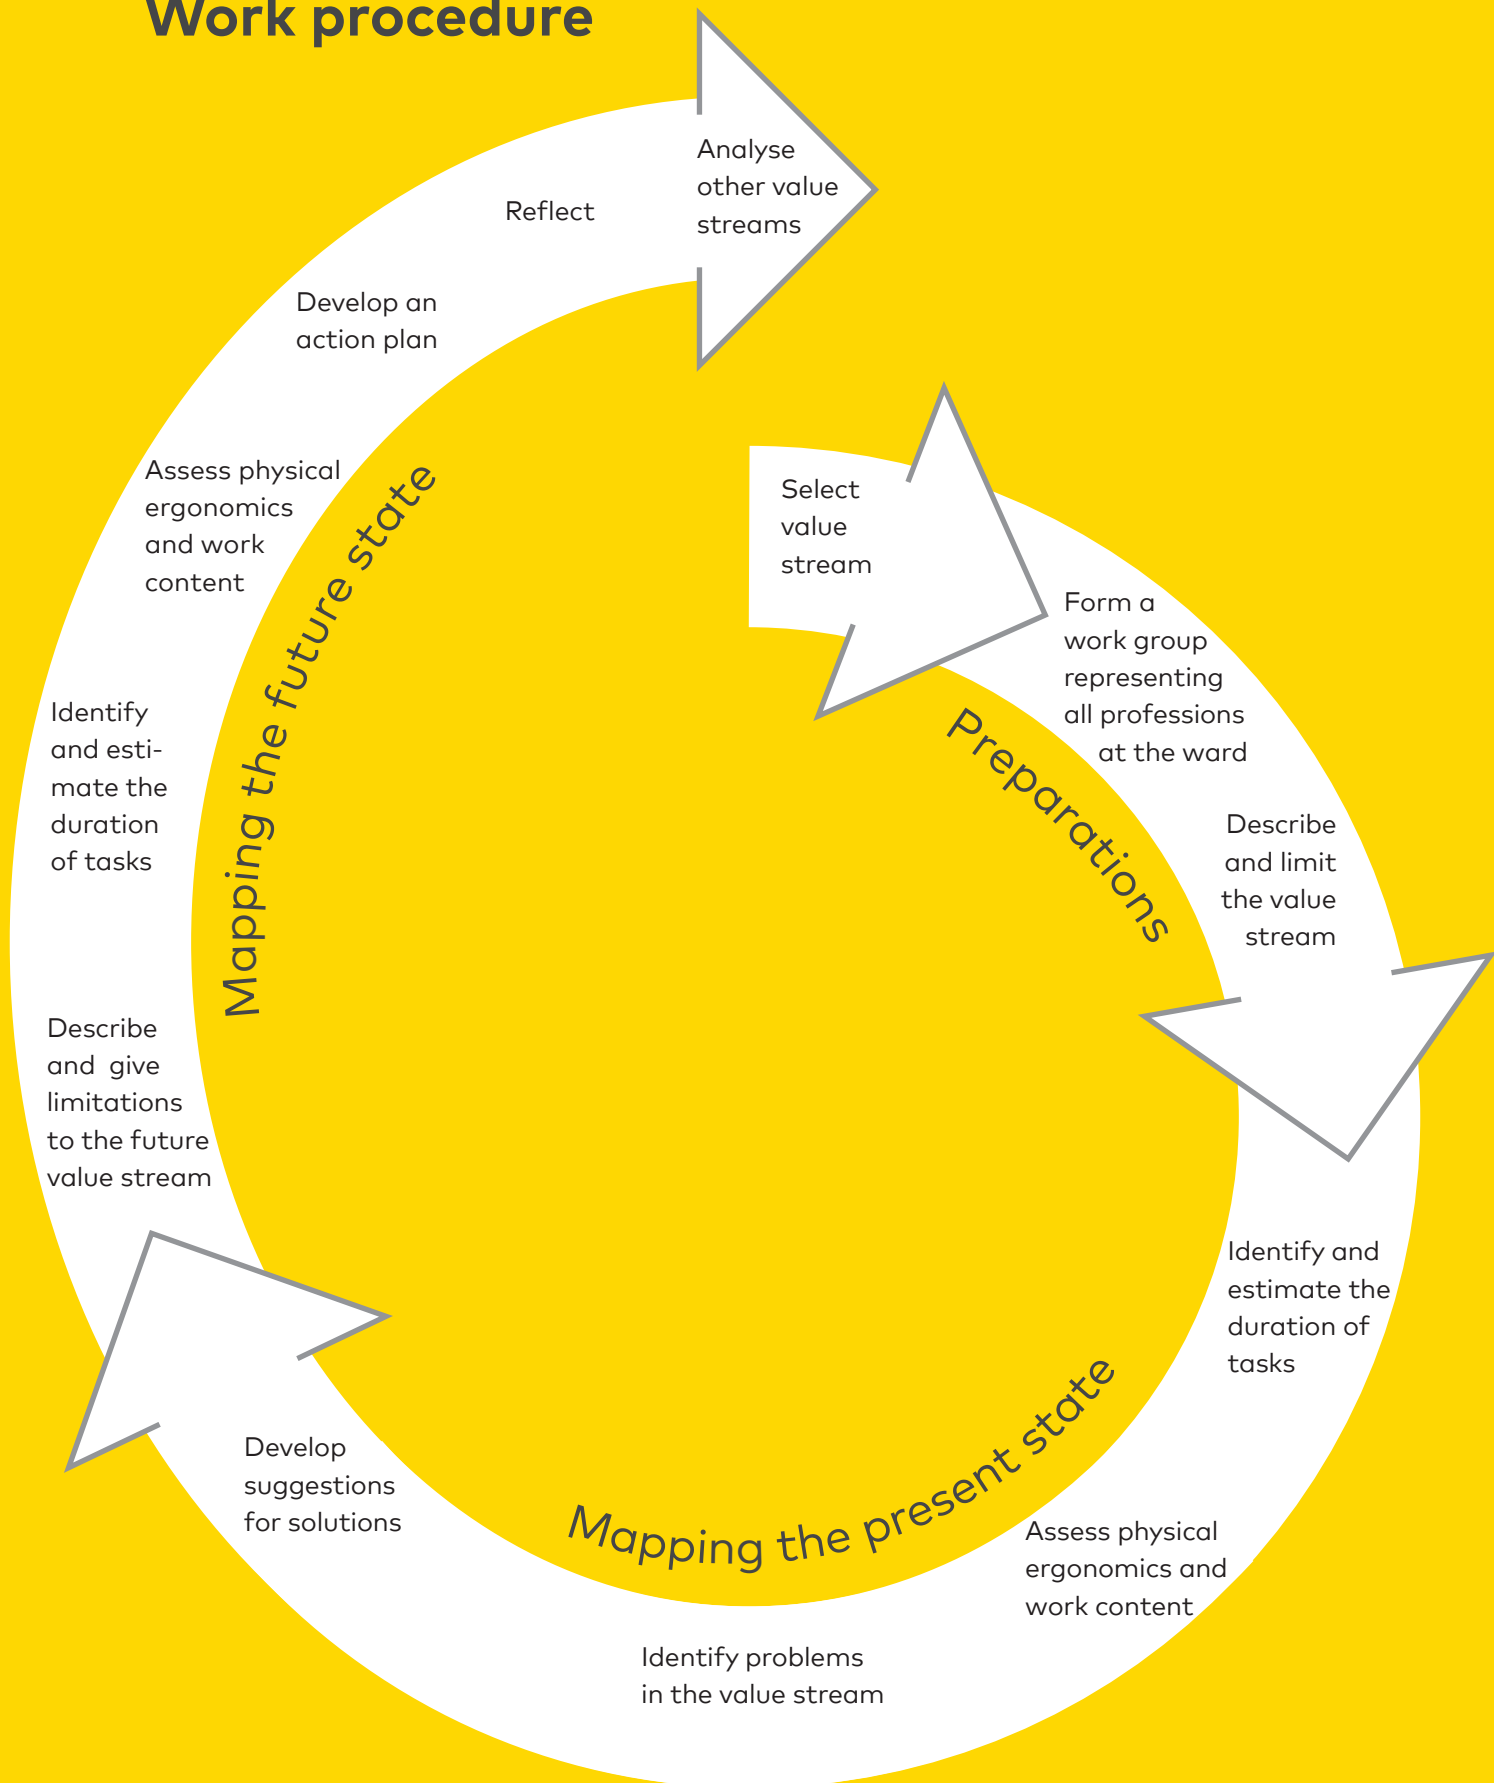 Work procedure
Select
value
stream
Form a
work group
representing
all professions
at the ward
Describe
and limit
the value
stream
Preparations
Identify and
estimate the
duration of
tasks
Assess physical
ergonomics and
work content
Identify problems
in the value stream
Develop
suggestions
for solutions
Mapping the present state
Describe
and give
limitations
to the future
value stream
Identify
and esti-
mate the
duration
of tasks
Assess physical
ergonomics
and work
content
Develop an
action plan
Reflect
Analyse
other value
streams
Mapping the future state